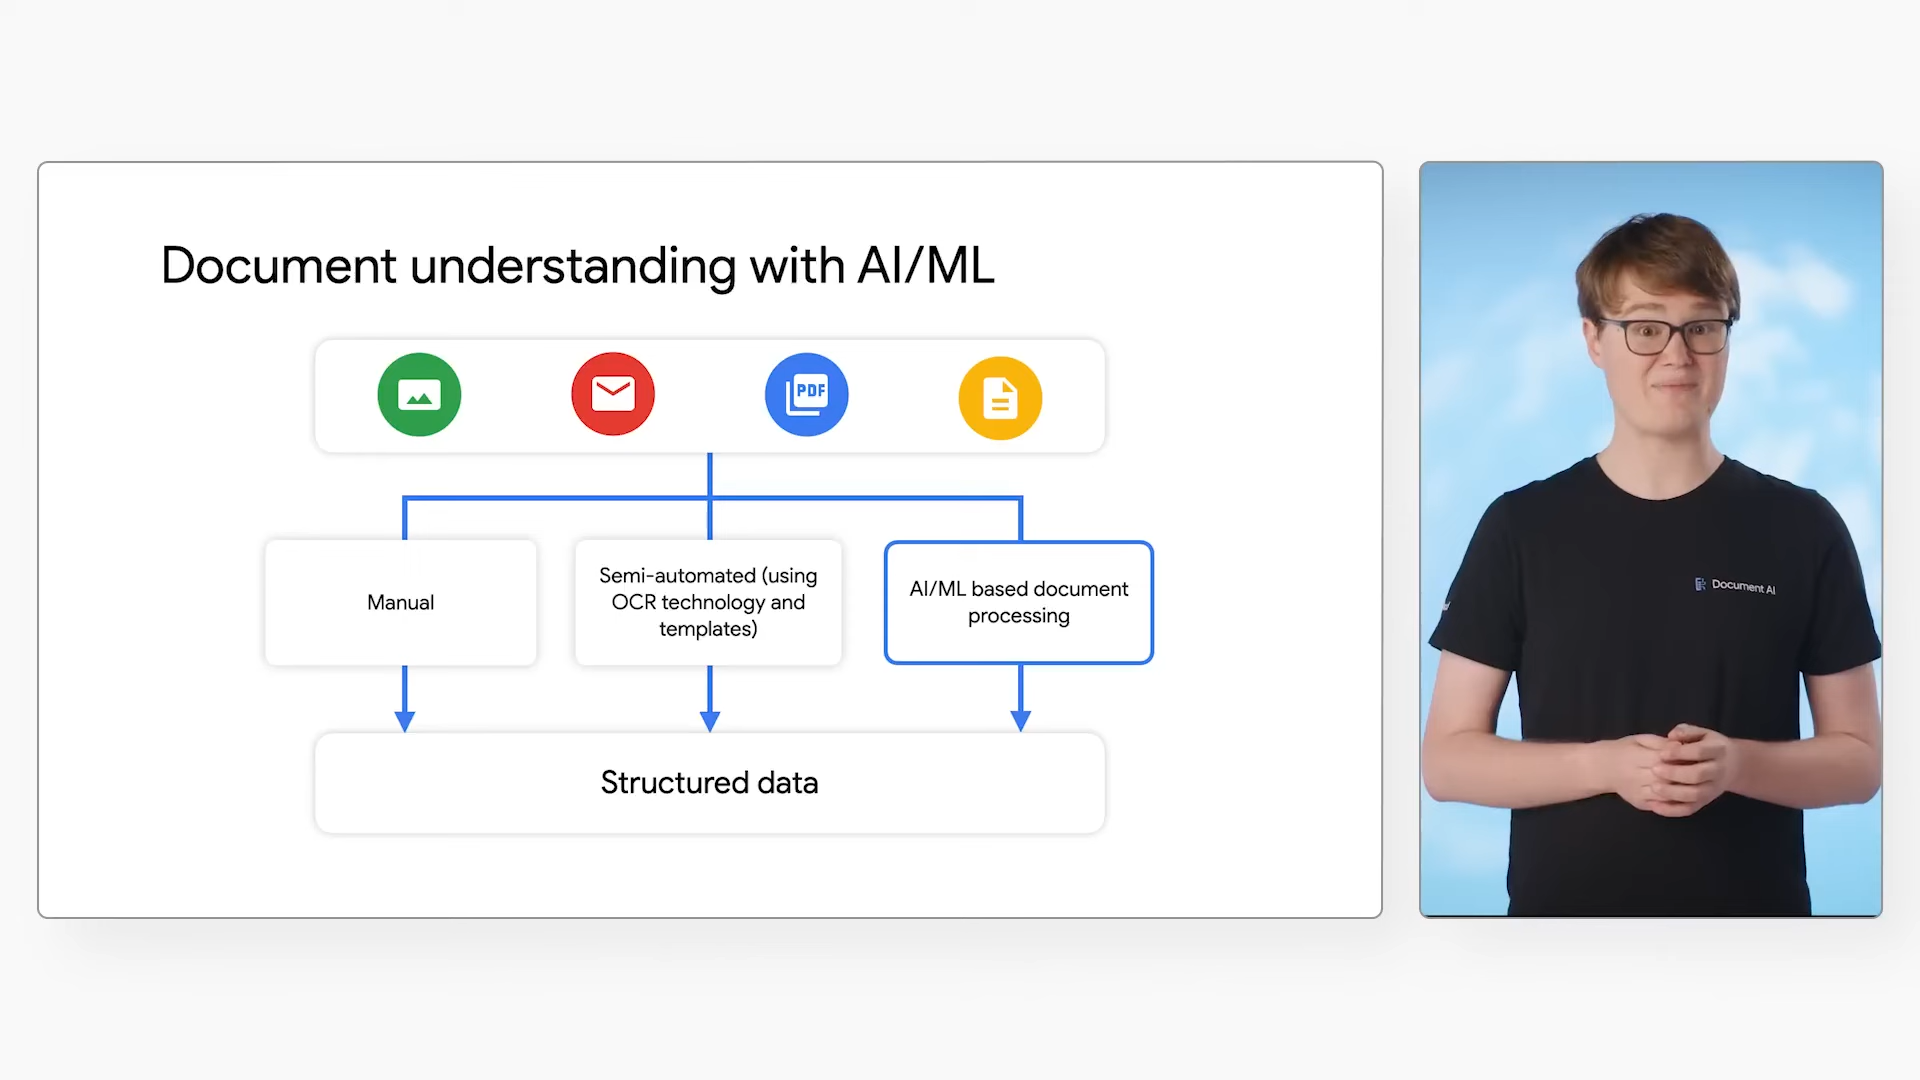 Document understanding with AI/ML
PDF
Manual
Semi-automated (using
OCR technology and
templates)
AI/ML based document
processing
Structured data
Document AI